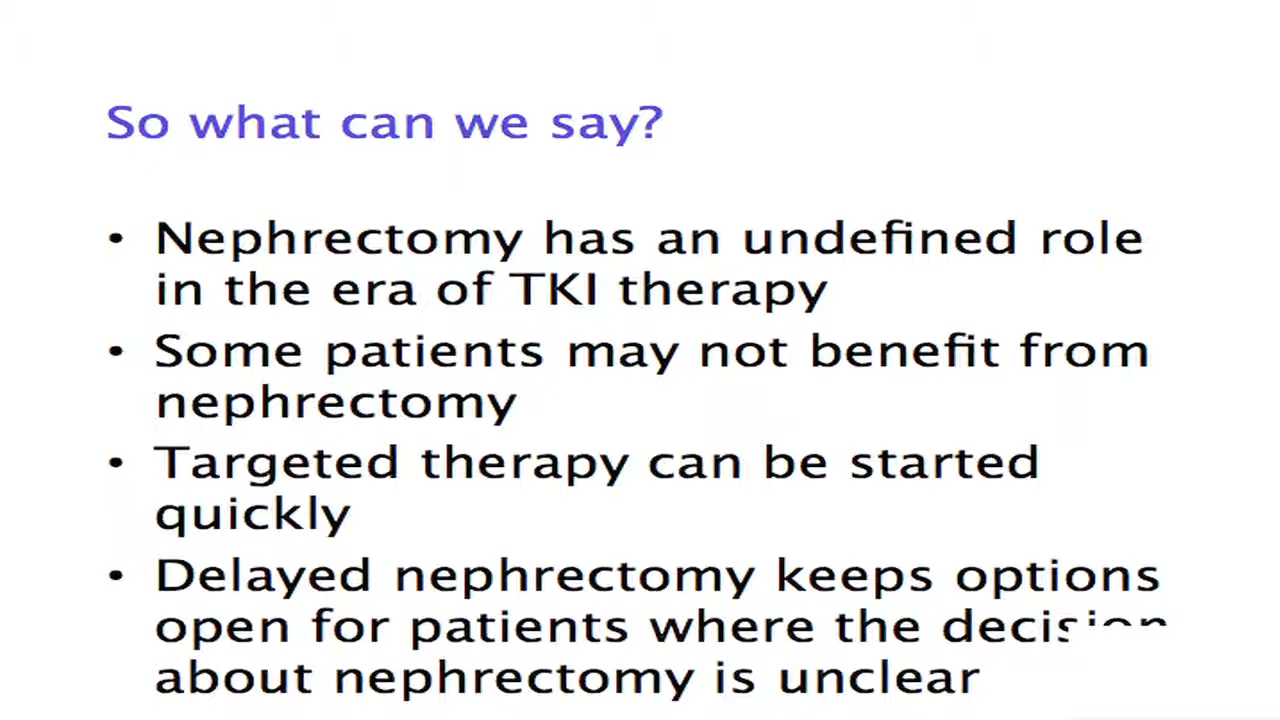 So what can we say?
• Nephrectomy has an undefined role
in the era of TKI therapy
• Some patients may not benefit from
nephrectomy
• Targeted therapy can be started
quickly
• Delayed nephrectomy keeps options
open for patients where the decision
about nephrectomy is unclear